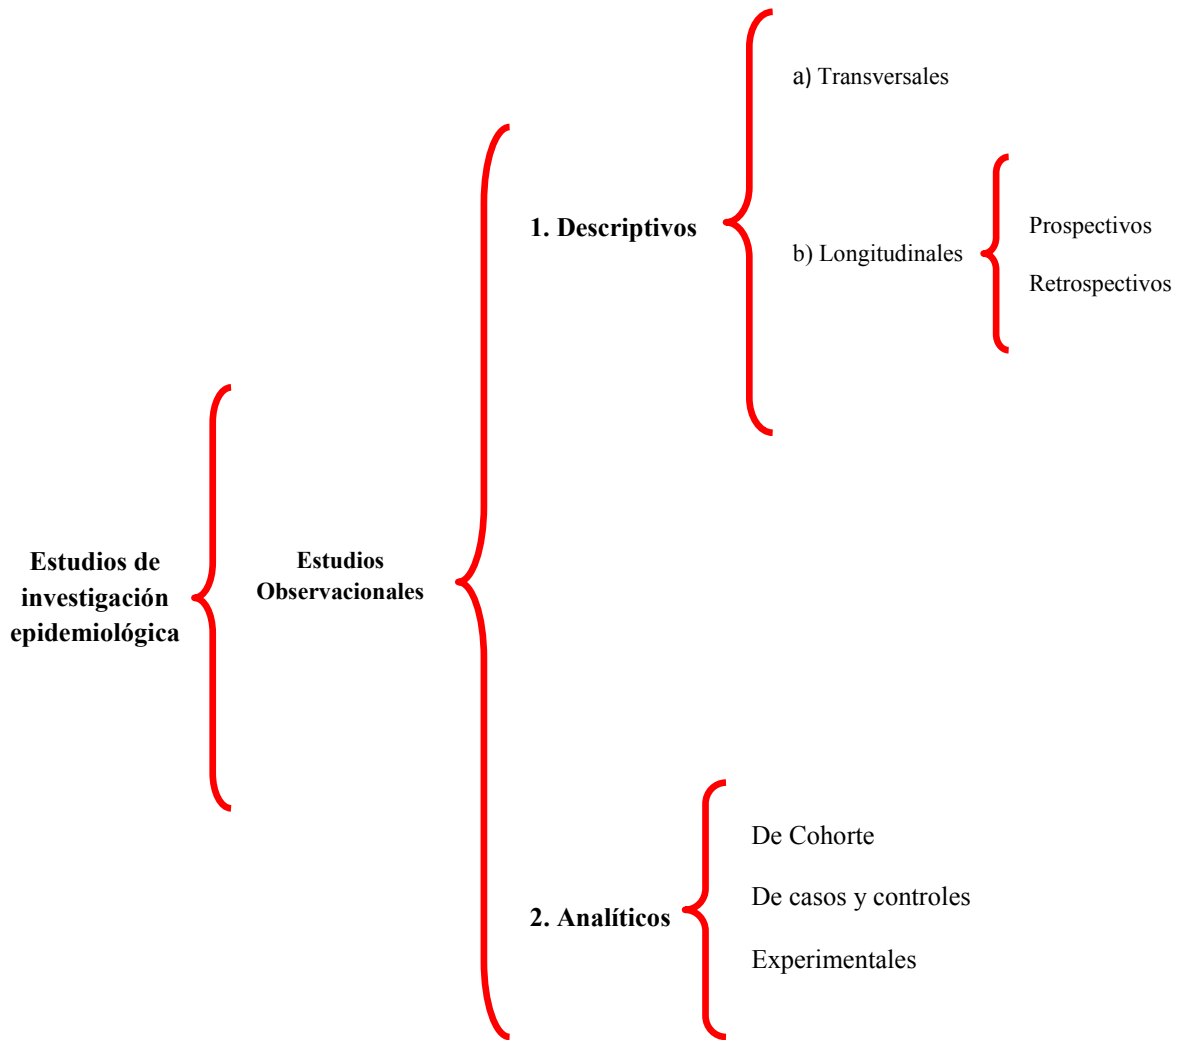 Estudios de
investigación
epidemiológica
Estudios
Observacionales
1. Descriptivos
a) Transversales
b) Longitudinales
Prospectivos
Retrospectivos
2. Analíticos
De Cohorte
De casos y controles
Experimentales